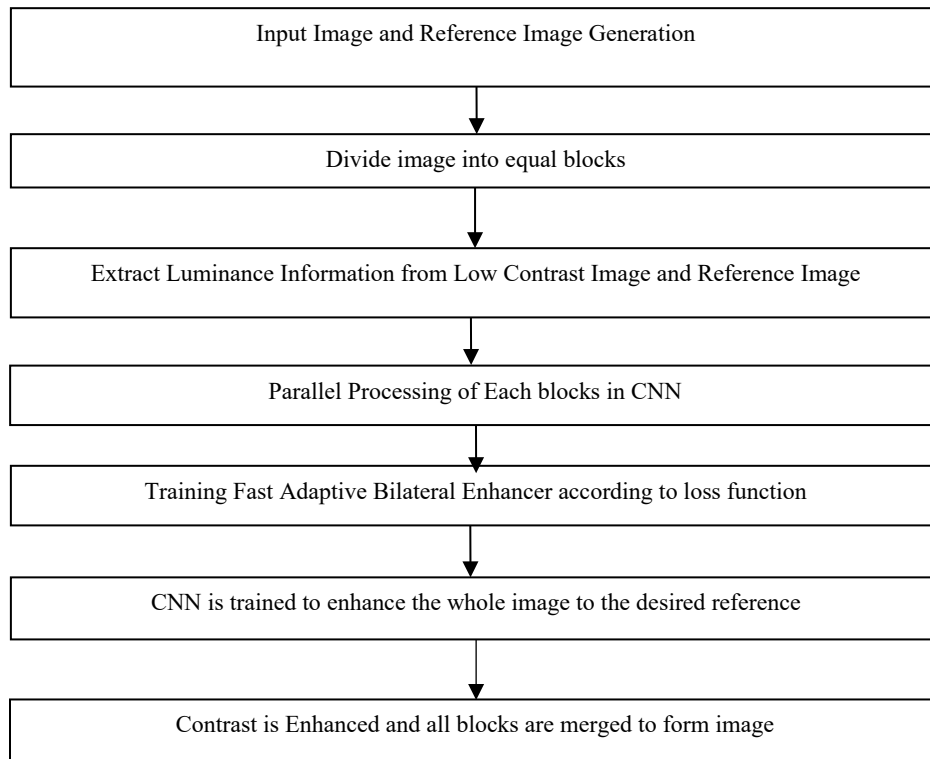 Input Image and Reference Image Generation
Divide image into equal blocks
Extract Luminance Information from Low Contrast Image and Reference Image
Parallel Processing of Each blocks in CNN
Training Fast Adaptive Bilateral Enhancer according to loss function
CNN is trained to enhance the whole image to the desired reference
Contrast is Enhanced and all blocks are merged to form image